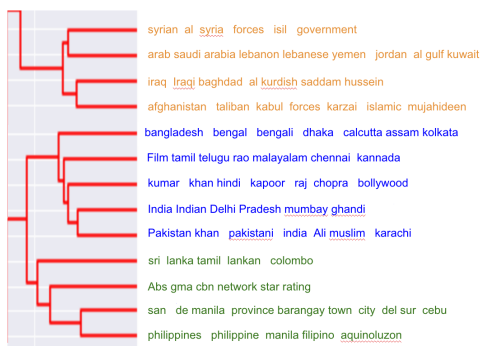 syrian al syria forces isil government
arab saudi arabia lebanon lebanese yemen jordan al gulf kuwait
iraq Iraqi baghdad al kurdish saddam hussein
afghanistan taliban kabul forces karzai islamic mujahideen
bangladesh bengal bengali dhaka calcutta assam kolkata
Film tamil telugu rao malayalam chennai kannada
kumar khan hindi kapoor raj chopra bollywood
India Indian Delhi Pradesh mumbay ghandi
Pakistan khan pakistani india Ali muslim karachi
sri lanka tamil lankan colombo
Abs gma cbn network star rating
san de manila province barangay town city del sur cebu
philippines philippine manila filipino aquinoluzon